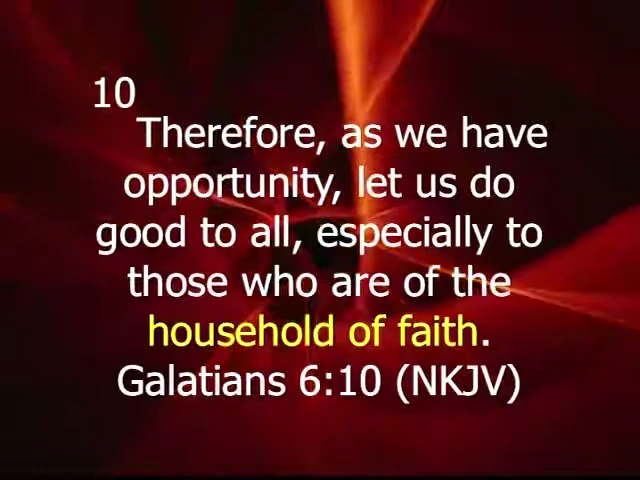 10
Therefore, as we have
opportunity, let us do
good to all, especially to
those who are of the
household of faith.
Galatians 6:10 (NKJV)